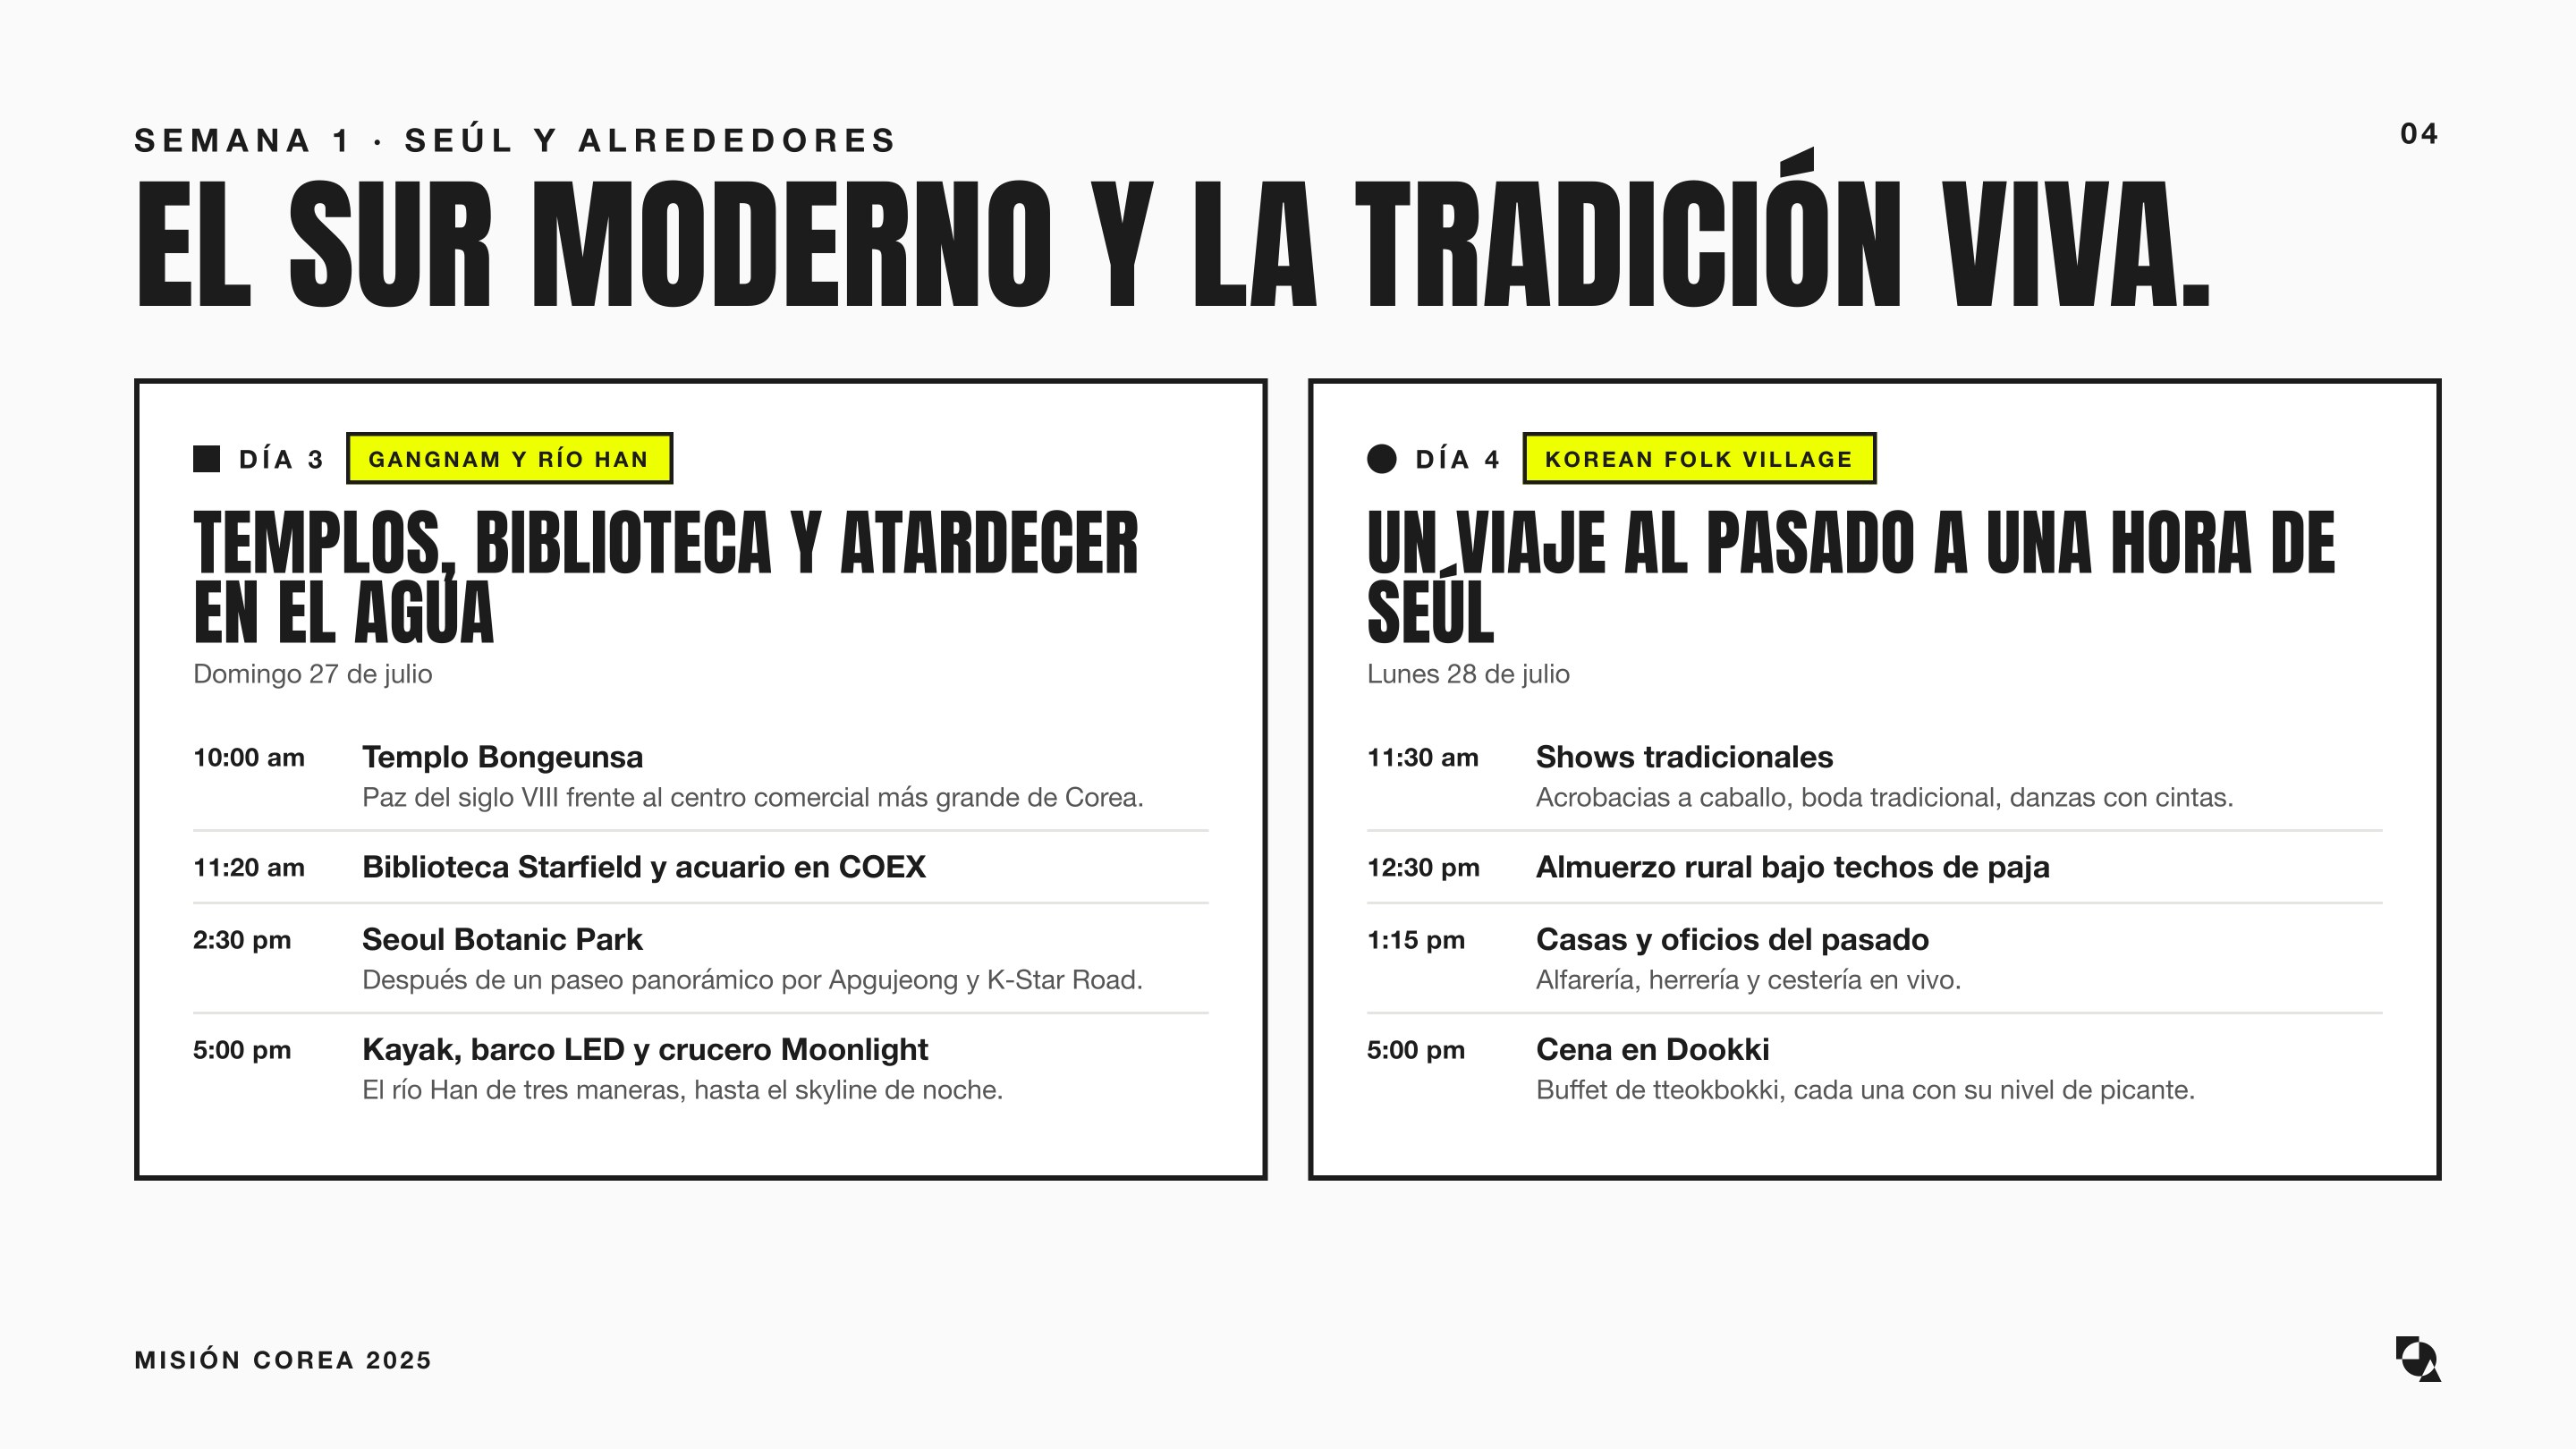 SEMANA 1 · SEÚL Y ALREDEDORES
04
EL SUR MODERNO Y LA TRADICIÓN VIVA.
DÍA 3
GANGNAM Y RÍO HAN
TEMPLOS, BIBLIOTECA Y ATARDECER
EN EL AGUA
Domingo 27 de julio
10:00 am
Templo Bongeunsa
Paz del siglo VIII frente al centro comercial más grande de Corea.
11:20 am
Biblioteca Starfield y acuario en COEX
2:30 pm
Seoul Botanic Park
Después de un paseo panorámico por Apgujeong y K-Star Road.
5:00 pm
Kayak, barco LED y crucero Moonlight
El río Han de tres maneras, hasta el skyline de noche.
DÍA 4
KOREAN FOLK VILLAGE
UN VIAJE AL PASADO A UNA HORA DE
SEÚL
Lunes 28 de julio
11:30 am
Shows tradicionales
Acrobacias a caballo, boda tradicional, danzas con cintas.
12:30 pm
Almuerzo rural bajo techos de paja
1:15 pm
Casas y oficios del pasado
Alfarería, herrería y cestería en vivo.
5:00 pm
Cena en Dookki
Buffet de tteokbokki, cada una con su nivel de picante.
MISIÓN COREA 2025